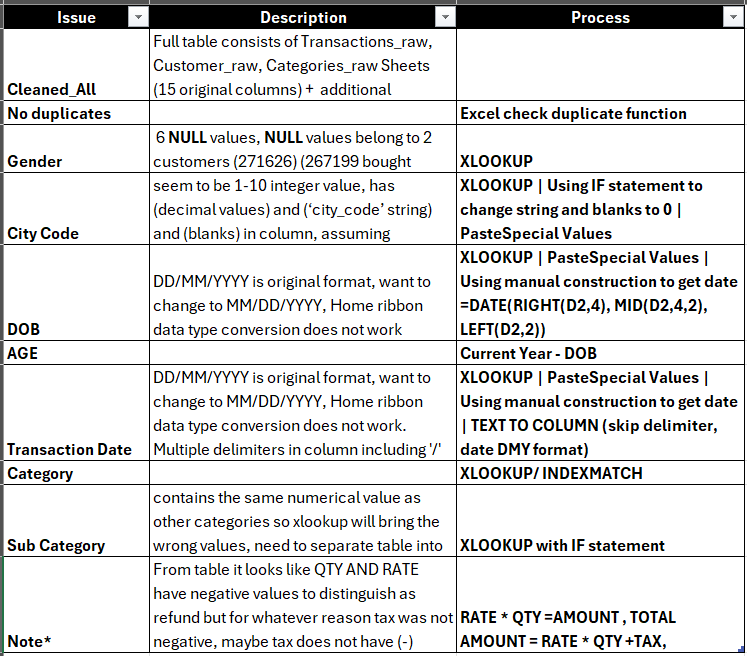 Issue Description Process
Full table consists of Transactions_raw,
Customer_raw, Categories_raw Sheets
Cleaned_All (15 original columns) + additional
No duplicates Excel check duplicate function
6 NULL values, NULL values belong to 2
Gender customers (271626) (267199 bought XLOOKUP
seem to be 1-10 integer value, has XLOOKUP | Using IF statement to
(decimal values) and (‘city_code’ string) change string and blanks to 0 |
City Code and (blanks) in column, assuming PasteSpecial Values
XLOOKUP | PasteSpecial Values |
DD/MM/YYYY is original format, want to Using manual construction to get date
change to MM/DD/YYYY, Home ribbon =DATE(RIGHT(D2,4), MID(D2,4,2),
DOB data type conversion does not work LEFT(D2,2))
AGE Current Year - DOB
DD/MM/YYYY is original format, want to XLOOKUP | PasteSpecial Values |
change to MM/DD/YYYY, Home ribbon Using manual construction to get date
data type conversion does not work. | TEXT TO COLUMN (skip delimiter,
Transaction Date Multiple delimiters in column including '/' date DMY format)
Category XLOOKUP/ INDEXMATCH
contains the same numerical value as
other categories so xlookup will bring the
Sub Category wrong values, need to separate table into XLOOKUP with IF statement
From table it looks like QTY AND RATE
have negative values to distinguish as
refund but for whatever reason tax was not RATE * QTY =AMOUNT , TOTAL
Note* negative, maybe tax does not have (-) AMOUNT = RATE * QTY +TAX,